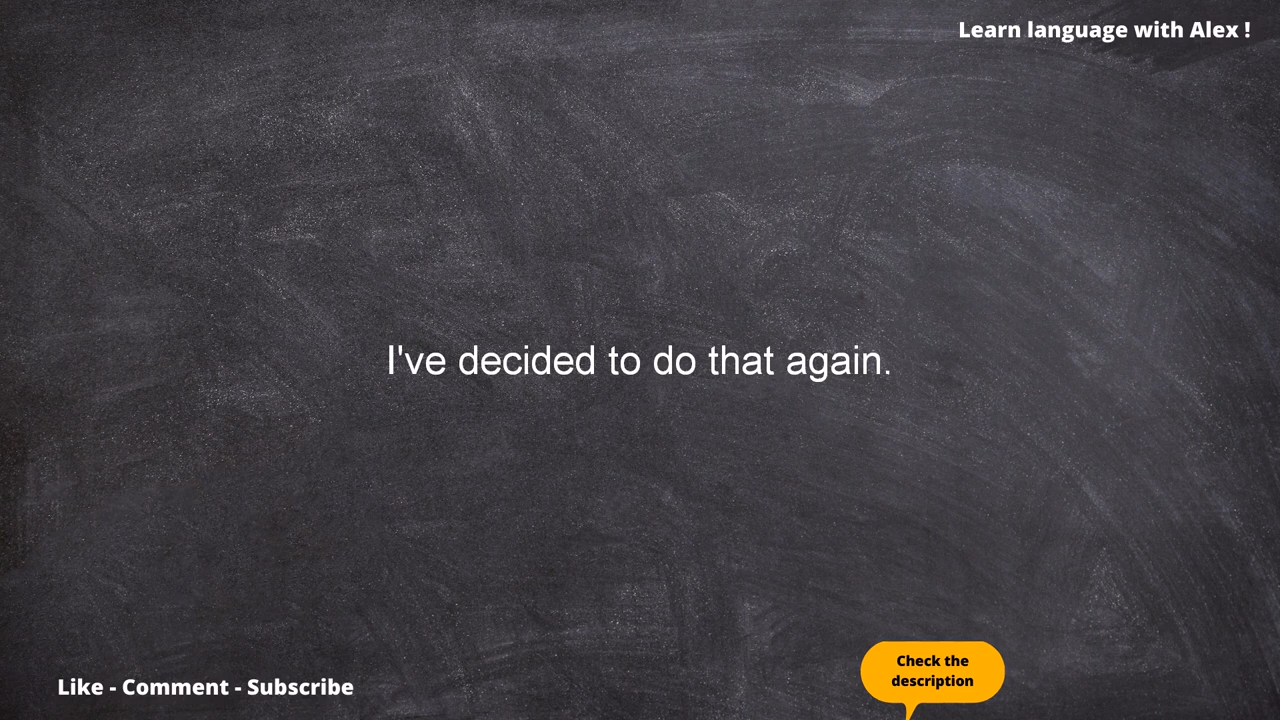 Learn language with Alex !
I've decided to do that again.
Check the
description
Like - Comment - Subscribe